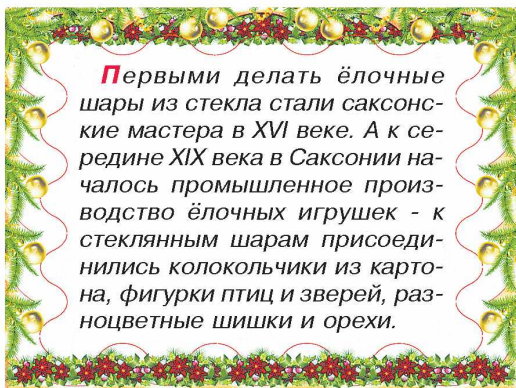 Первыми делать ёлочные
шары из стекла стали саксонс-
кие мастера в XVI веке. А к се-
редине XIX века в Саксонии на-
чалось промышленное произ-
водство ёлочных игрушек - к
стеклянным шарам присоеди-
нились колокольчики из карто-
на, фигурки птиц и зверей, раз-
ноцветные шишки и орехи.